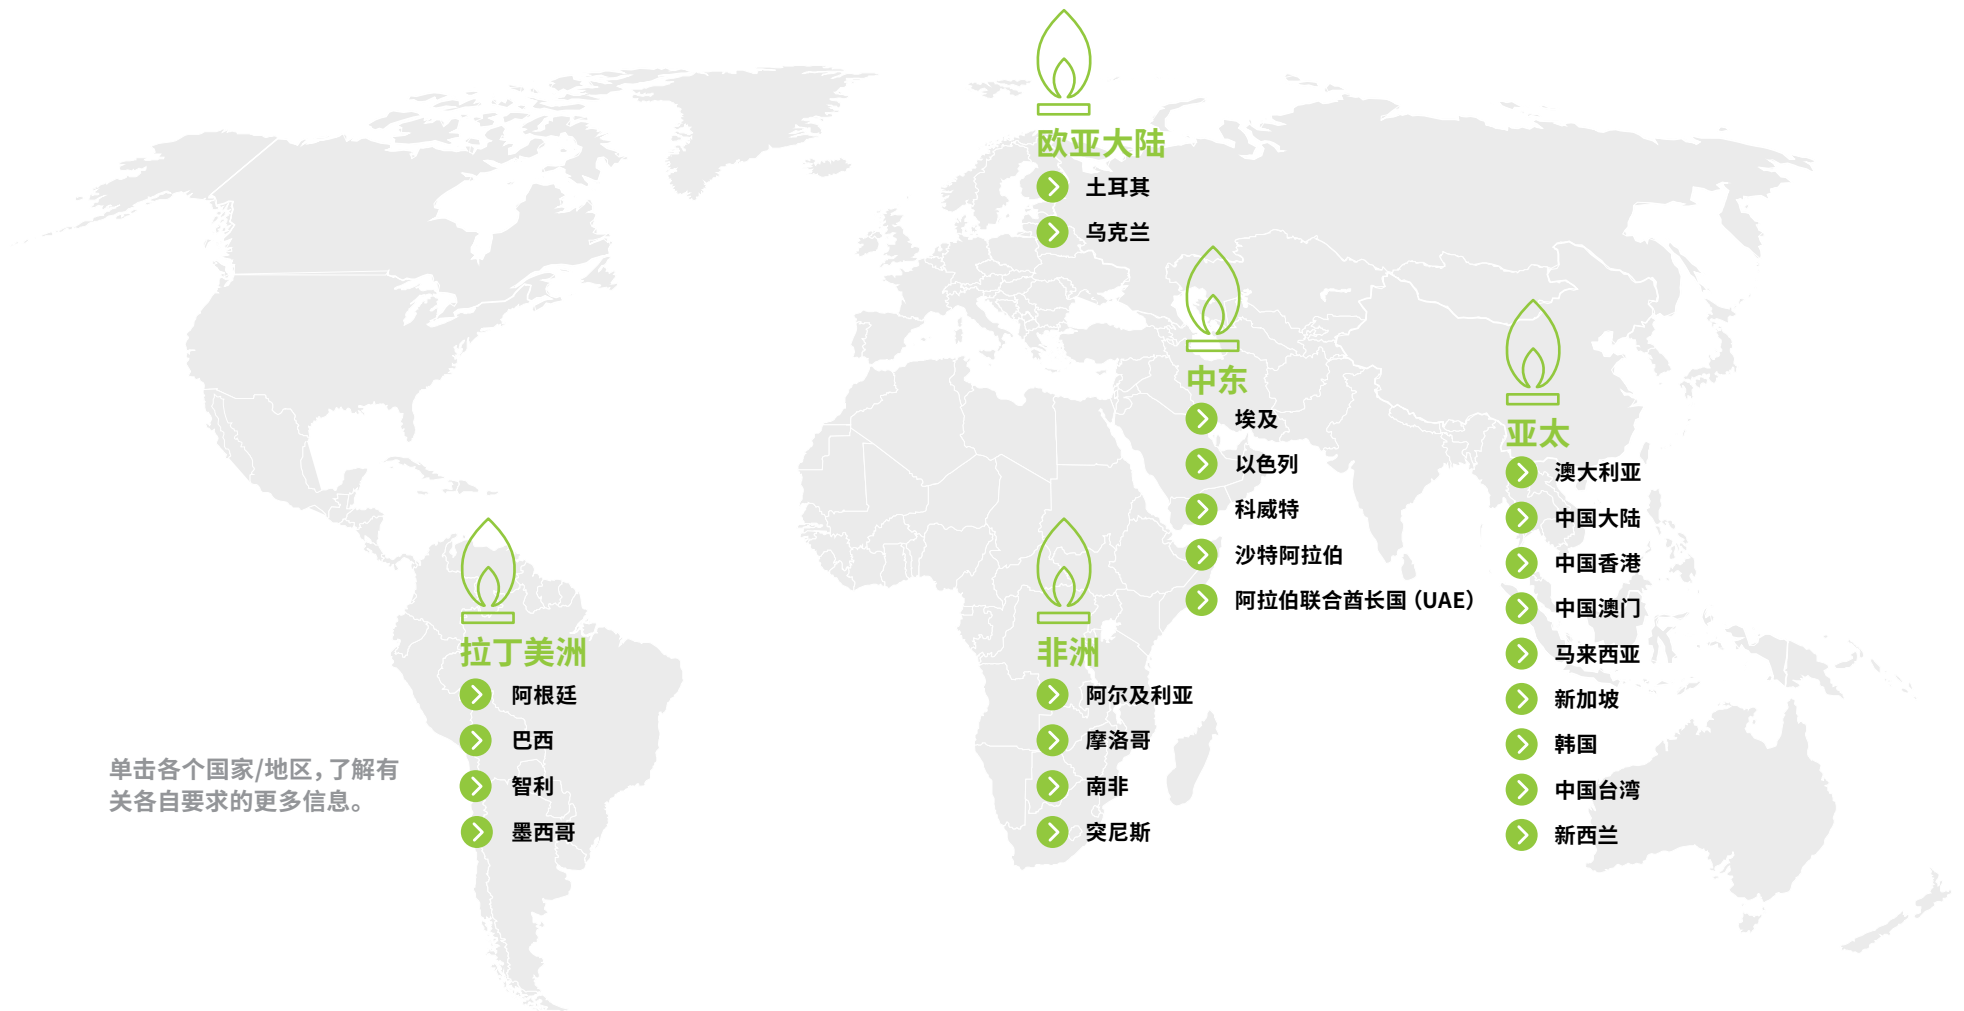 欧亚大陆
土耳其
乌克兰
中东
埃及
以色列
科威特
沙特阿拉伯
阿拉伯联合酋长国（UAE）
亚太
澳大利亚
中国大陆
中国香港
中国澳门
马来西亚
新加坡
韩国
中国台湾
新西兰
拉丁美洲
阿根廷
巴西
智利
墨西哥
非洲
阿尔及利亚
摩洛哥
南非
突尼斯
单击各个国家/地区，了解有
关各自要求的更多信息。